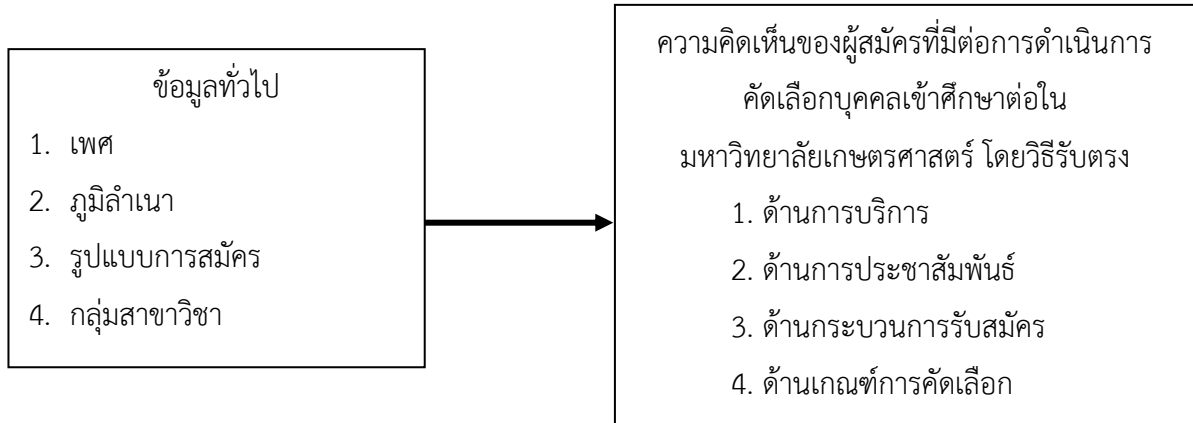 ข้อมูลทั่วไป
1. เพศ
2. ภูมิลำเนา
3. รูปแบบการสมัคร
4. กลุ่มสาขาวิชา
ความคิดเห็นของผู้สมัครที่มีต่อการดำเนินการ
คัดเลือกบุคคลเข้าศึกษาต่อใน
มหาวิทยาลัยเกษตรศาสตร์ โดยวิธีรับตรง
1. ด้านการบริการ
2. ด้านการประชาสัมพันธ์
3. ด้านกระบวนการรับสมัคร
4. ด้านเกณฑ์การคัดเลือก